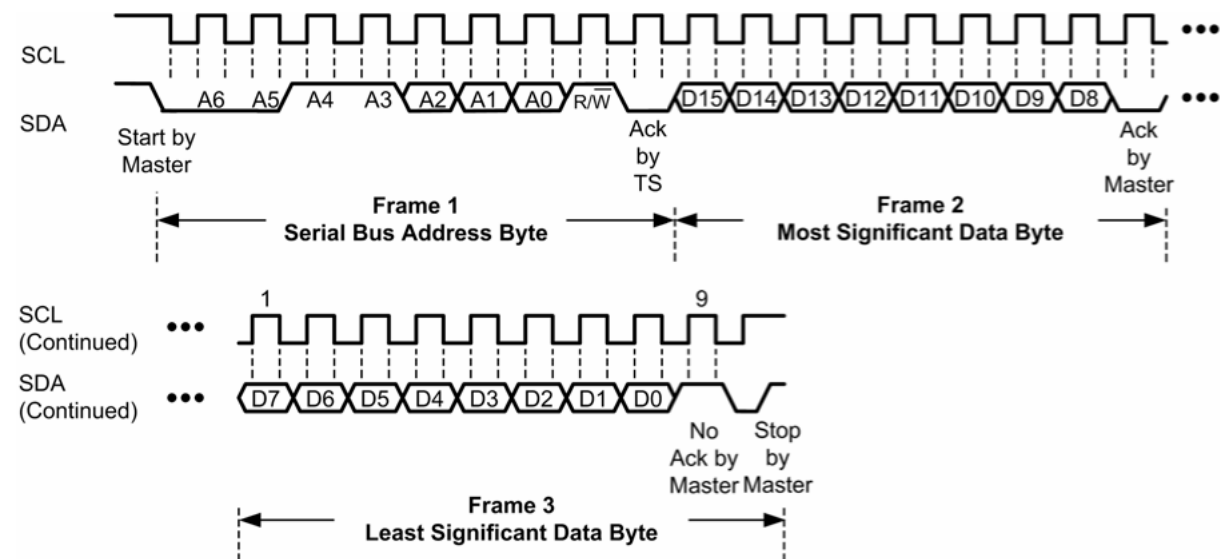 SCL
SDA
A6 A5 A4 A3 A2 A1 A0 R/W̅ D15 D14 D13 D12 D11 D10 D9 D8
Start by
Master
Ack
by
TS
Ack
by
Master
Frame 1
Serial Bus Address Byte
Frame 2
Most Significant Data Byte
1 9
SCL
(Continued)
SDA
(Continued)
D7 D6 D5 D4 D3 D2 D1 D0
No
Ack by
Master
Stop
by
Master
Frame 3
Least Significant Data Byte